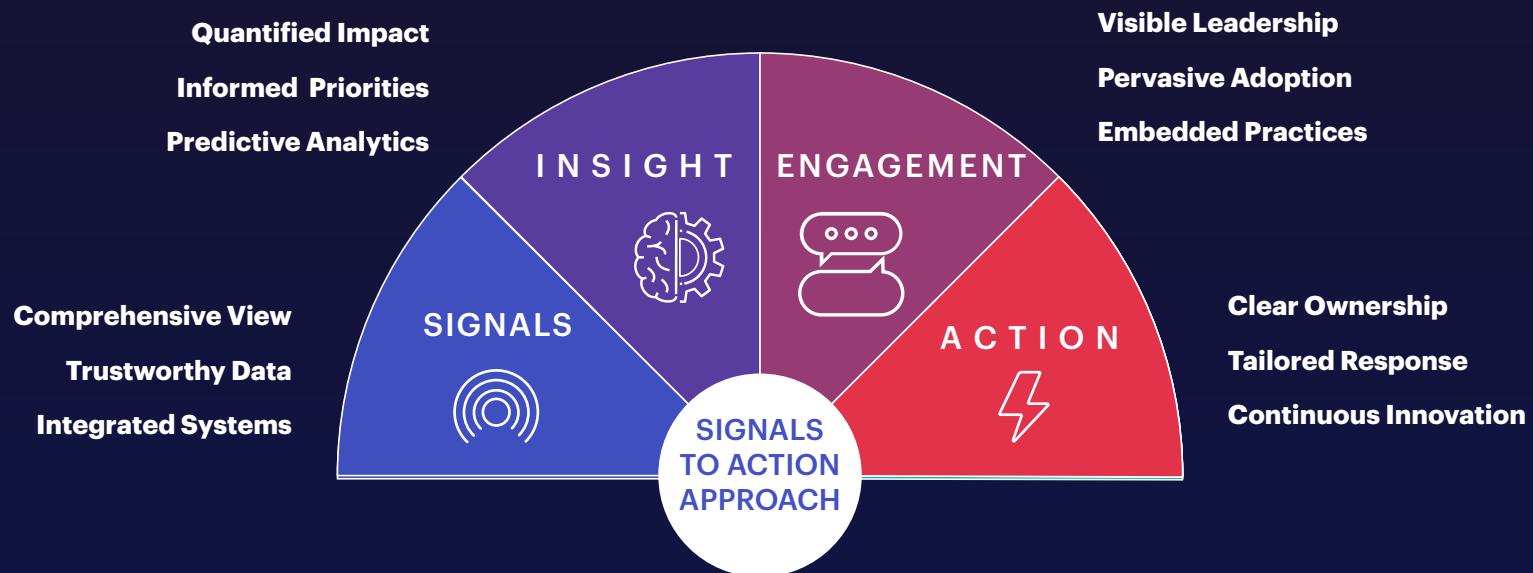 Quantified Impact
Informed Priorities
Predictive Analytics
Visible Leadership
Pervasive Adoption
Embedded Practices
INSIGHT
ENGAGEMENT
Comprehensive View
Trustworthy Data
Integrated Systems
SIGNALS
ACTION
Clear Ownership
Tailored Response
Continuous Innovation
SIGNALS
TO ACTION
APPROACH